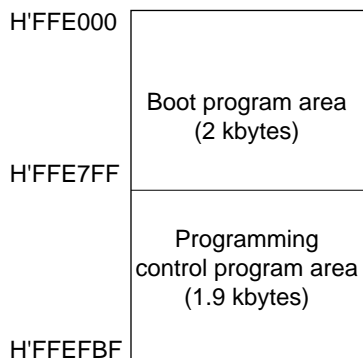 H'FFE000
Boot program area
(2 kbytes)
H'FFE7FF
Programming
control program area
(1.9 kbytes)
H'FFEFBF